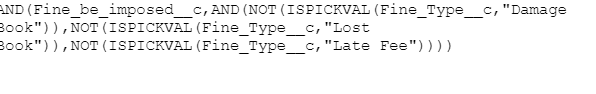 AND(Fine_be_imposed__c,AND(NOT(ISPICKVAL(Fine_Type__c,"Damage
Book")),NOT(ISPICKVAL(Fine_Type__c,"Lost
Book")),NOT(ISPICKVAL(Fine_Type__c,"Late Fee"))))